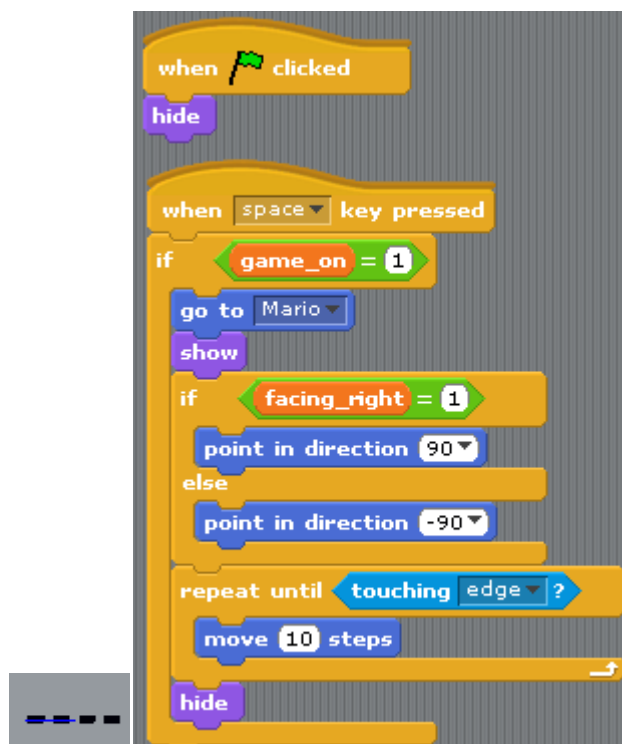 when clicked
hide
when space key pressed
if game_on = 1
go to Mario
show
if facing_right = 1
point in direction 90
else
point in direction -90
repeat until touching edge ?
move 10 steps
hide